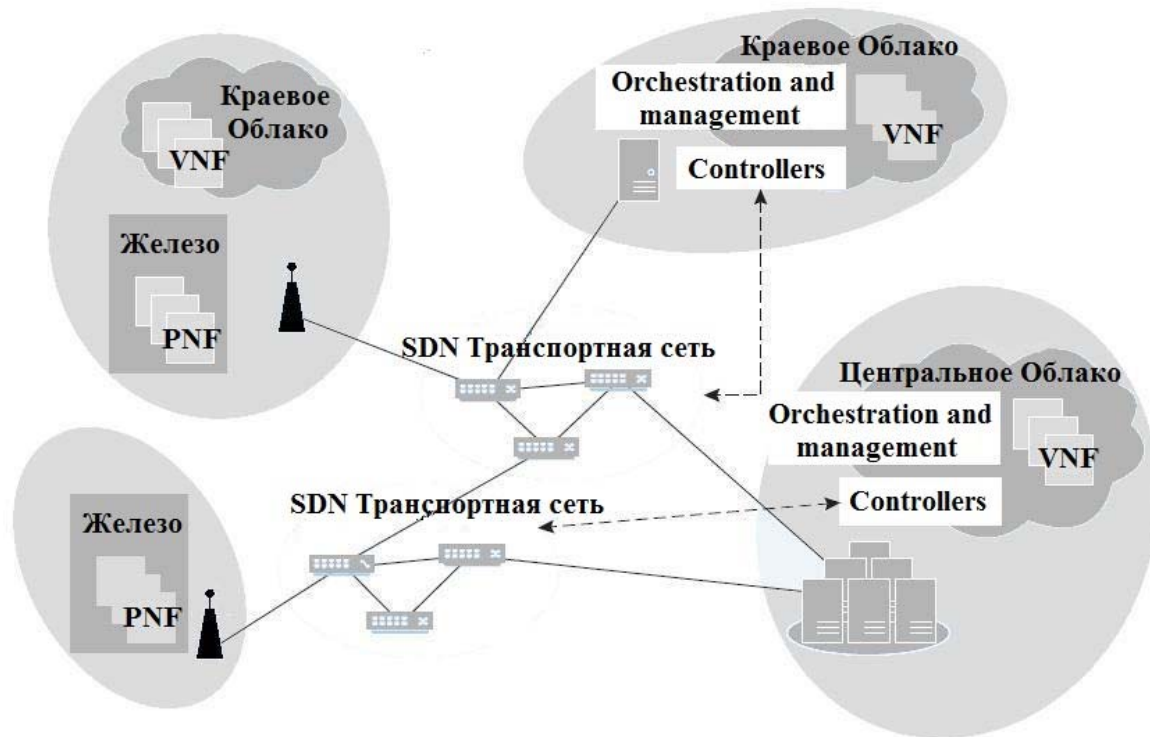 Краевое
Облако
VNF
Железо
PNF
Краевое Облако
Orchestration and
management
VNF
Controllers
SDN Транспортная сеть
Центральное Облако
Orchestration and
management
VNF
Controllers
SDN Транспортная сеть
Железо
PNF